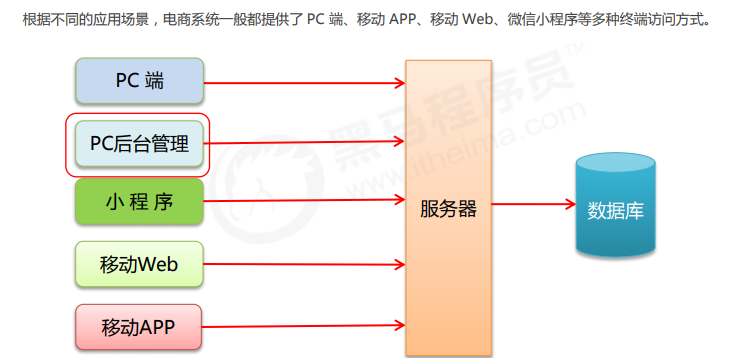 根据不同的应用场景，电商系统一般都提供了 PC 端、移动 APP、移动 Web、微信小程序等多种终端访问方式。
PC 端
PC后台管理
小 程 序
移动Web
移动APP
服务器
数据库
黑马程序员™
www.itheima.com